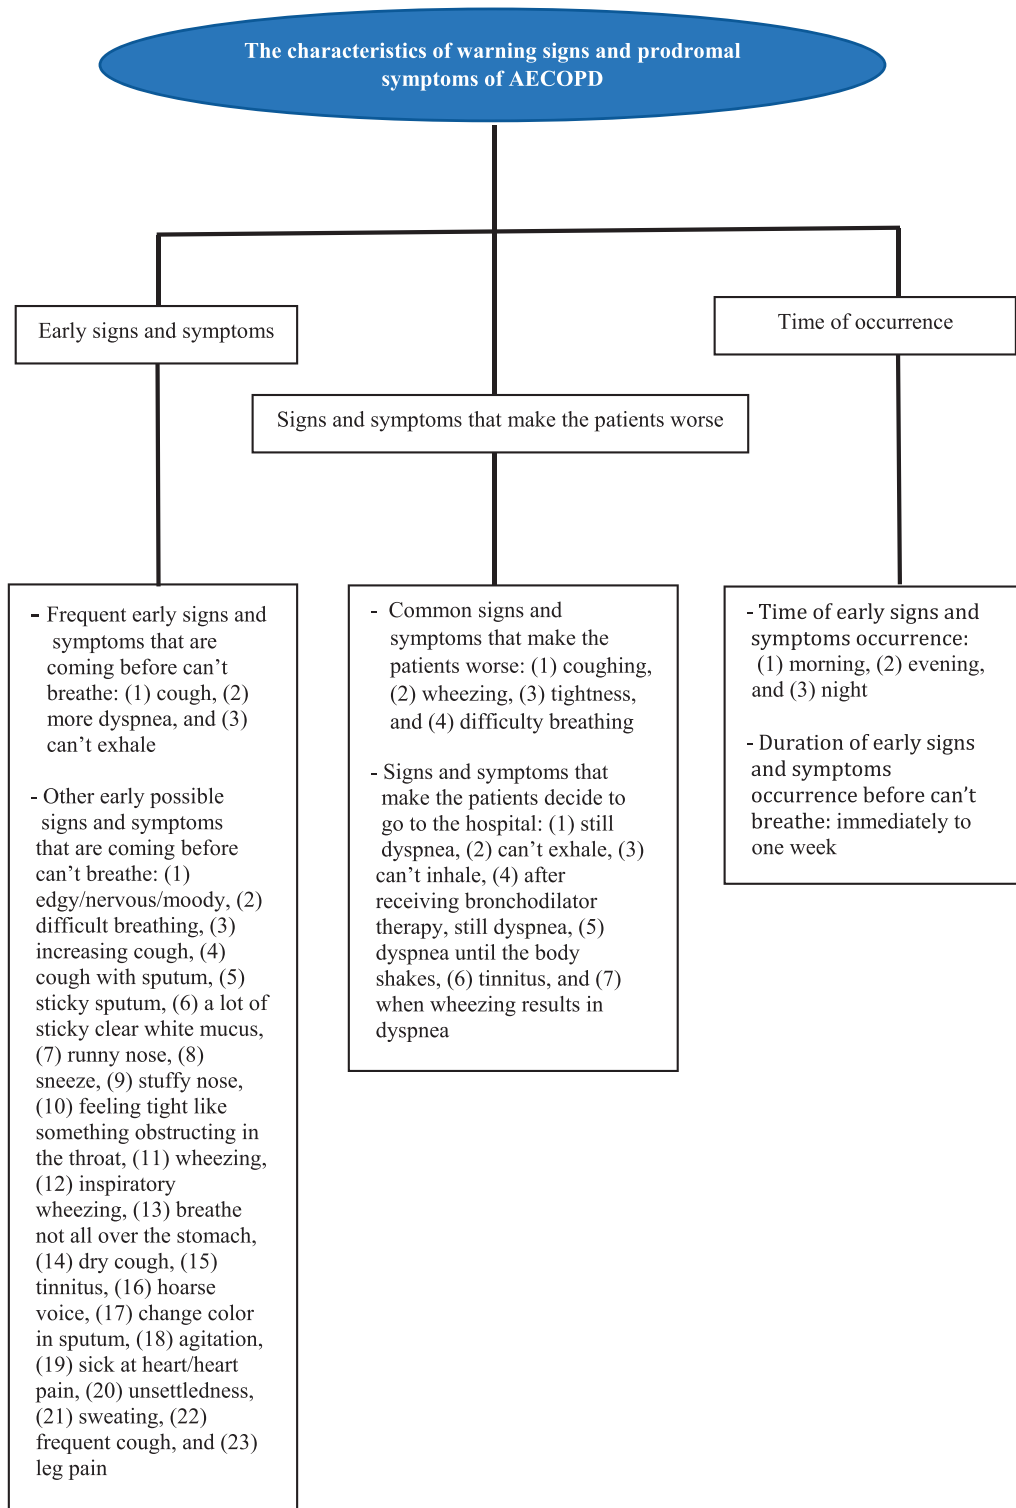 The characteristics of warning signs and prodromal
symptoms of AECOPD
Early signs and symptoms
Time of occurrence
Signs and symptoms that make the patients worse
- Frequent early signs and
symptoms that are
coming before can't
breathe: (1) cough, (2)
more dyspnea, and (3)
can't exhale
- Other early possible
signs and symptoms
that are coming before
can't breathe: (1)
edgy/nervous/moody, (2)
difficult breathing, (3)
increasing cough, (4)
cough with sputum, (5)
sticky sputum, (6) a lot of
sticky clear white mucus,
(7) runny nose, (8)
sneeze, (9) stuffy nose,
(10) feeling tight like
something obstructing in
the throat, (11) wheezing,
(12) inspiratory
wheezing, (13) breathe
not all over the stomach,
(14) dry cough, (15)
tinnitus, (16) hoarse
voice, (17) change color
in sputum, (18) agitation,
(19) sick at heart/heart
pain, (20) unsettledness,
(21) sweating, (22)
frequent cough, and (23)
leg pain
- Common signs and
symptoms that make the
patients worse: (1) coughing,
(2) wheezing, (3) tightness,
and (4) difficulty breathing
- Signs and symptoms that
make the patients decide to
go to the hospital: (1) still
dyspnea, (2) can't exhale, (3)
can't inhale, (4) after
receiving bronchodilator
therapy, still dyspnea, (5)
dyspnea until the body
shakes, (6) tinnitus, and (7)
when wheezing results in
dyspnea
- Time of early signs and
symptoms occurrence:
(1) morning, (2) evening,
and (3) night
- Duration of early signs
and symptoms
occurrence before can't
breathe: immediately to
one week